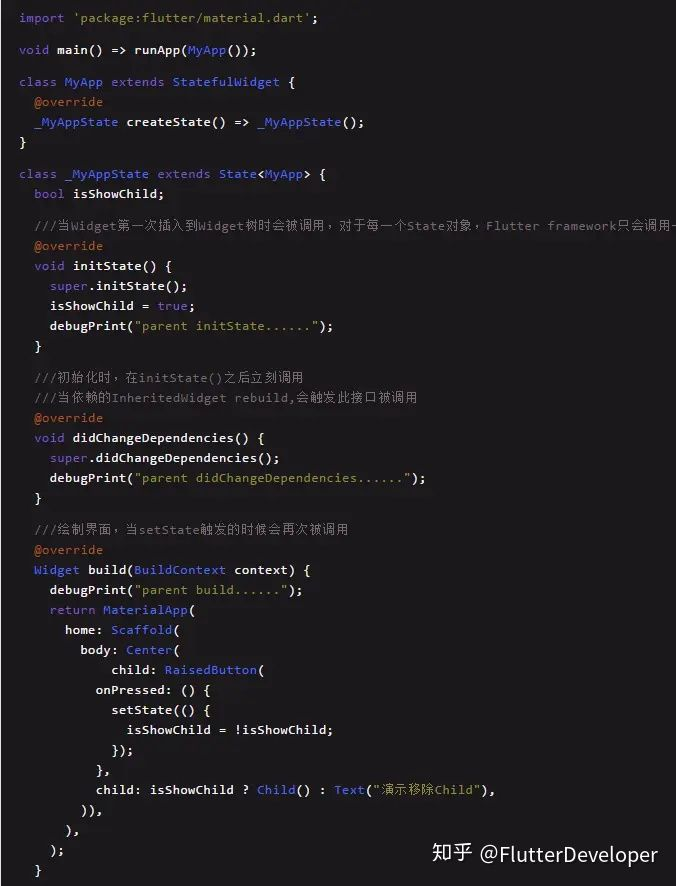 import 'package:flutter/material.dart';
void main() => runApp(MyApp());
class MyApp extends StatefulWidget {
@override
_MyAppState createState() => _MyAppState();
}
class _MyAppState extends State<MyApp> {
bool isShowChild;
///当Widget第一次插入到Widget树时会被调用，对于每一个State对象，Flutter framework只会调用
@override
void initState() {
super.initState();
isShowChild = true;
debugPrint("parent initState......");
}
///初始化时，在initState()之后立刻调用
///当依赖的InheritedWidget rebuild,会触发此接口被调用
@override
void didChangeDependencies() {
super.didChangeDependencies();
debugPrint("parent didChangeDependencies......");
}
///绘制界面，当setState触发的时候会再次被调用
@override
Widget build(BuildContext context) {
debugPrint("parent build......");
return MaterialApp(
home: Scaffold(
body: Center(
child: RaisedButton(
onPressed: () {
setState(() {
isShowChild = !isShowChild;
});
},
child: isShowChild ? Child() : Text("演示移除Child"),
)),
),
);
}
知乎 @FlutterDeveloper